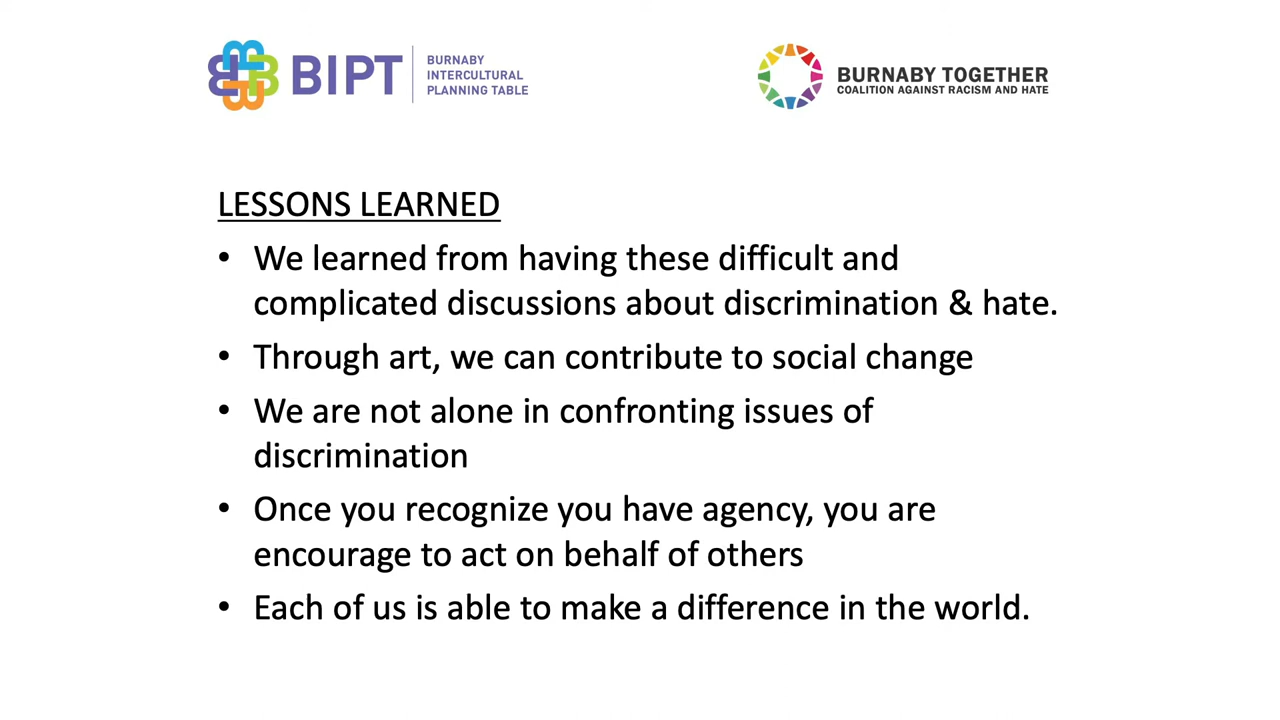 BIPT
BURNABY
INTERCULTURAL
PLANNING TABLE
BURNABY TOGETHER
COALITION AGAINST RACISM AND HATE
LESSONS LEARNED
• We learned from having these difficult and
complicated discussions about discrimination & hate.
• Through art, we can contribute to social change
• We are not alone in confronting issues of
discrimination
• Once you recognize you have agency, you are
encourage to act on behalf of others
• Each of us is able to make a difference in the world.